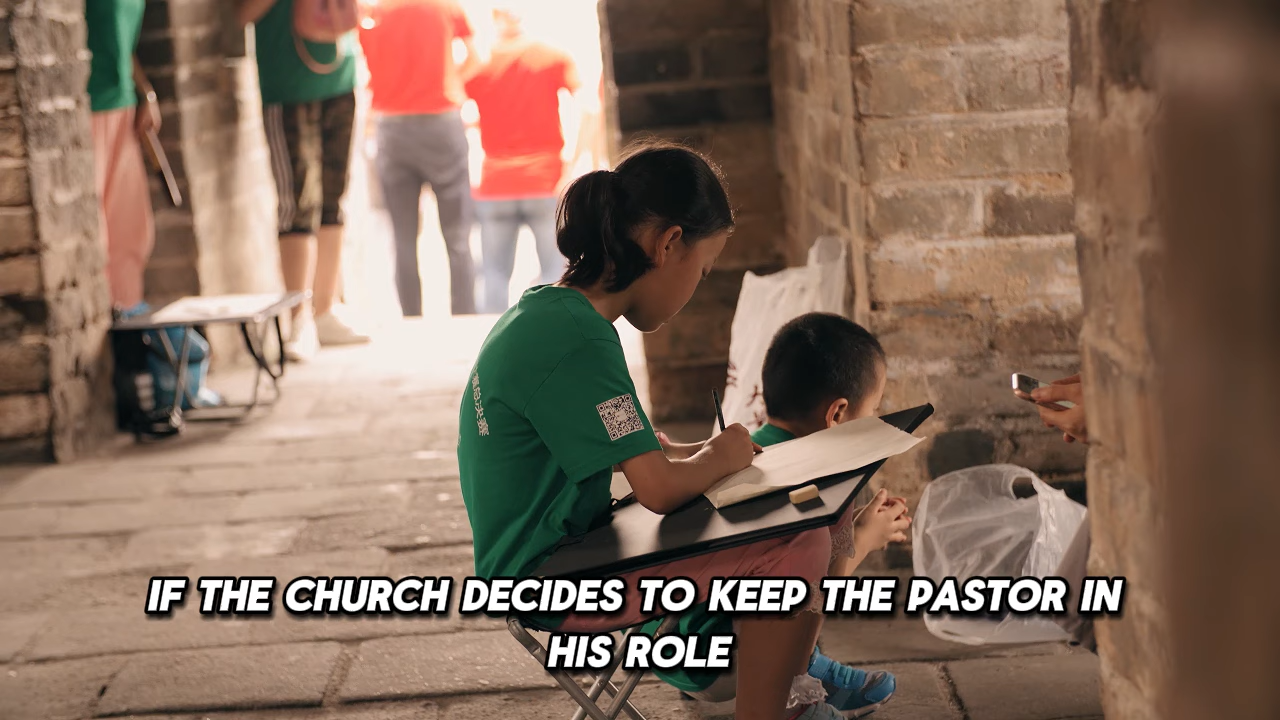 IF THE CHURCH DECIDES TO KEEP THE PASTOR IN
HIS ROLE